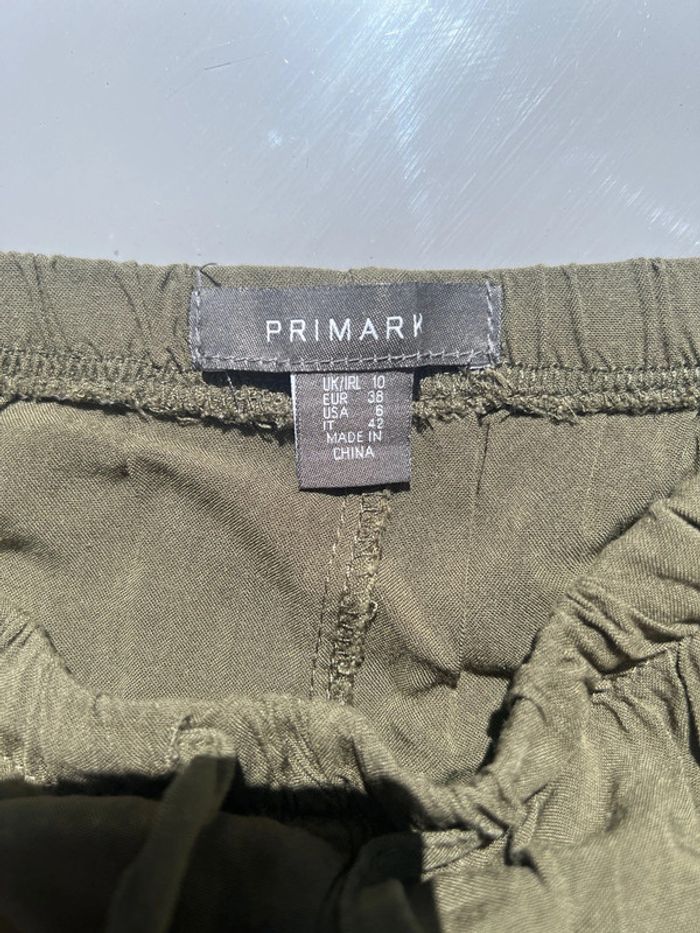 PRIMARK
UK/IRL 10
EUR 38
USA 6
IT 42
MADE IN
CHINA